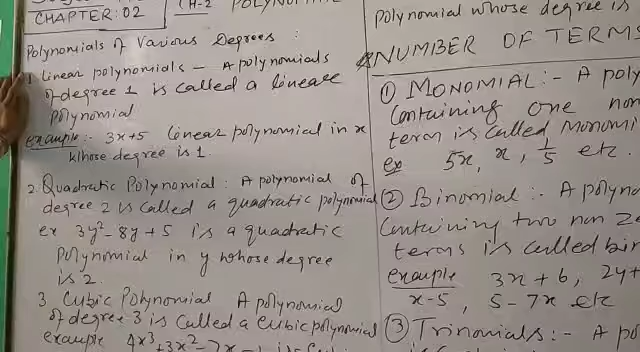 CHAPTER: 02
CH-2
Polynomials of Various Degrees :
1 Linear polynomials - A polynomials
of degree 1 is called a linear
polynomial
example :- 3x+5 linear polynomial in x
whose degree is 1.
2. Quadratic Polynomial : A polynomial of
degree 2 is called a quadratic polynomial
ex 3y²-8y+5 is a quadratic
polynomial in y whose degree
is 2.
3 Cubic Polynomial A polynomial
of degree 3 is called a cubic polynomial
example 4x³+3x²-7x
polynomial whose degree is
NUMBER OF TERMS
① MONOMIAL :- A poly
Containing one non
term is called Monomi
ex 5x, x, 1/5 etc.
② Binomial :- A polyno
Containing two non ze
terms is called bin
example 3x+6, 2y+
x-5, 5-7x etc
③ Trinomials :- A po